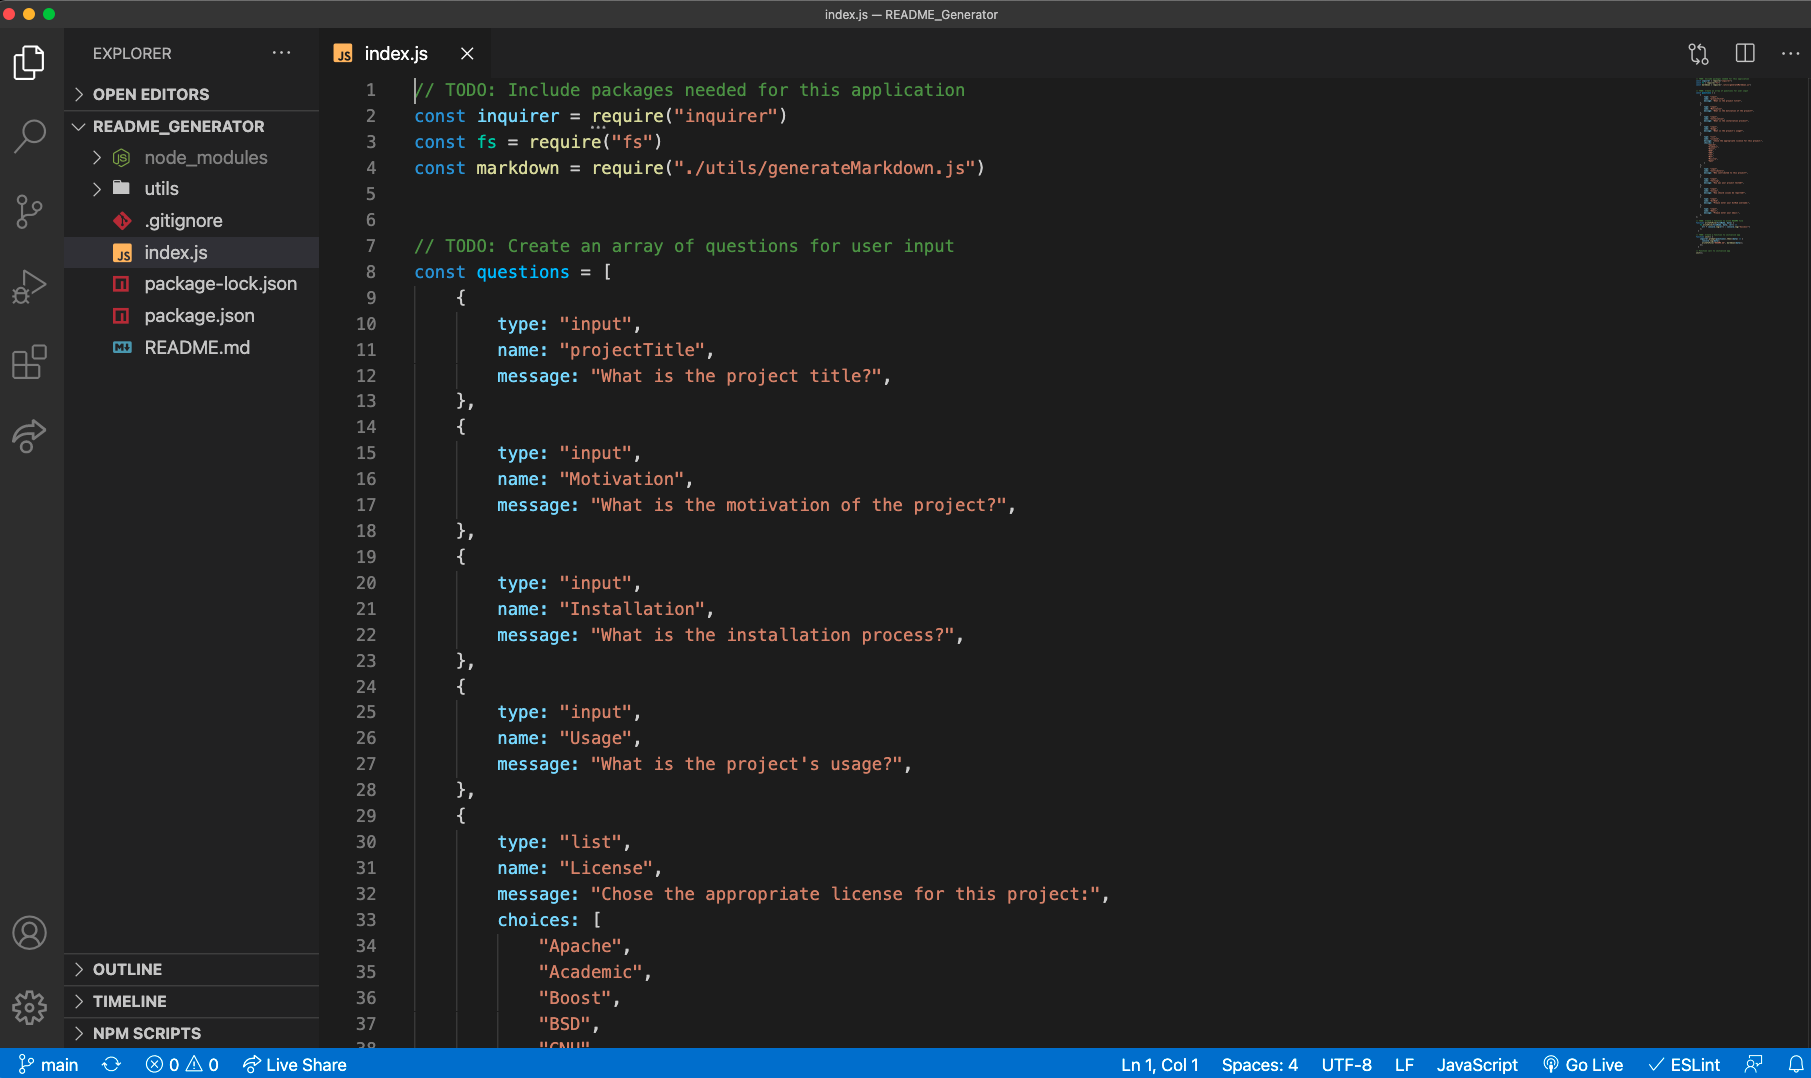 index.js — README_Generator
EXPLORER
OPEN EDITORS
README_GENERATOR
node_modules
utils
.gitignore
index.js
package-lock.json
package.json
README.md
OUTLINE
TIMELINE
NPM SCRIPTS
index.js
1 // TODO: Include packages needed for this application
2 const inquirer = require("inquirer")
3 const fs = require("fs")
4 const markdown = require("./utils/generateMarkdown.js")
5
6
7 // TODO: Create an array of questions for user input
8 const questions = [
9 {
10 type: "input",
11 name: "projectTitle",
12 message: "What is the project title?",
13 },
14 {
15 type: "input",
16 name: "Motivation",
17 message: "What is the motivation of the project?",
18 },
19 {
20 type: "input",
21 name: "Installation",
22 message: "What is the installation process?",
23 },
24 {
25 type: "input",
26 name: "Usage",
27 message: "What is the project's usage?",
28 },
29 {
30 type: "list",
31 name: "License",
32 message: "Chose the appropriate license for this project:",
33 choices: [
34 "Apache",
35 "Academic",
36 "Boost",
37 "BSD",
38 "GNU"
main 0 0 Live Share Ln 1, Col 1 Spaces: 4 UTF-8 LF JavaScript Go Live ESLint